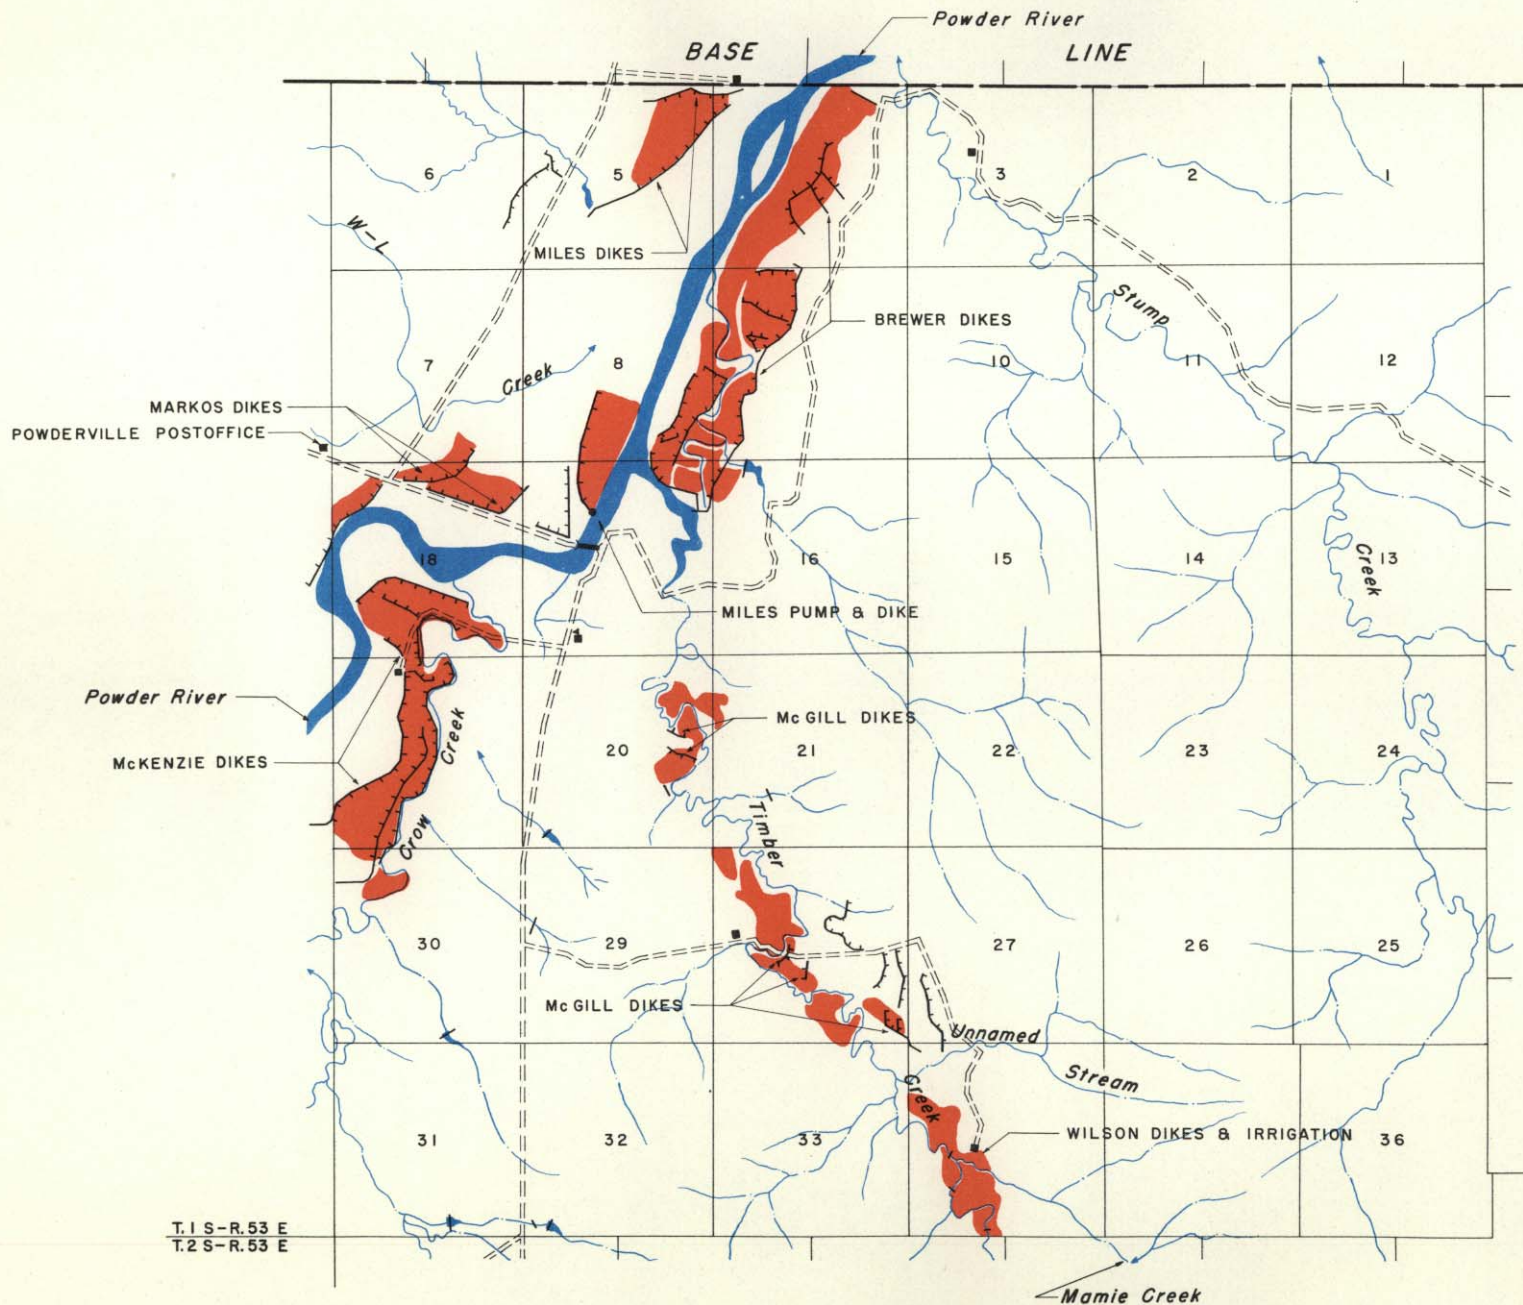 Powder River
BASE LINE
6 5 3 2 1
W-L
MILES DIKES
Stump
BREWER DIKES
7 8 10 11 12
Creek
MARKOS DIKES
POWDERVILLE POSTOFFICE
18 16 15 14 13
Creek
MILES PUMP & DIKE
Powder River
McGILL DIKES
Creek
20 21 22 23 24
McKENZIE DIKES
Timber
Crow
30 29 27 26 25
McGILL DIKES
Unnamed
Stream
Creek
WILSON DIKES & IRRIGATION
31 32 33 36
T.1 S-R.53 E
T.2 S-R.53 E
Mamie Creek